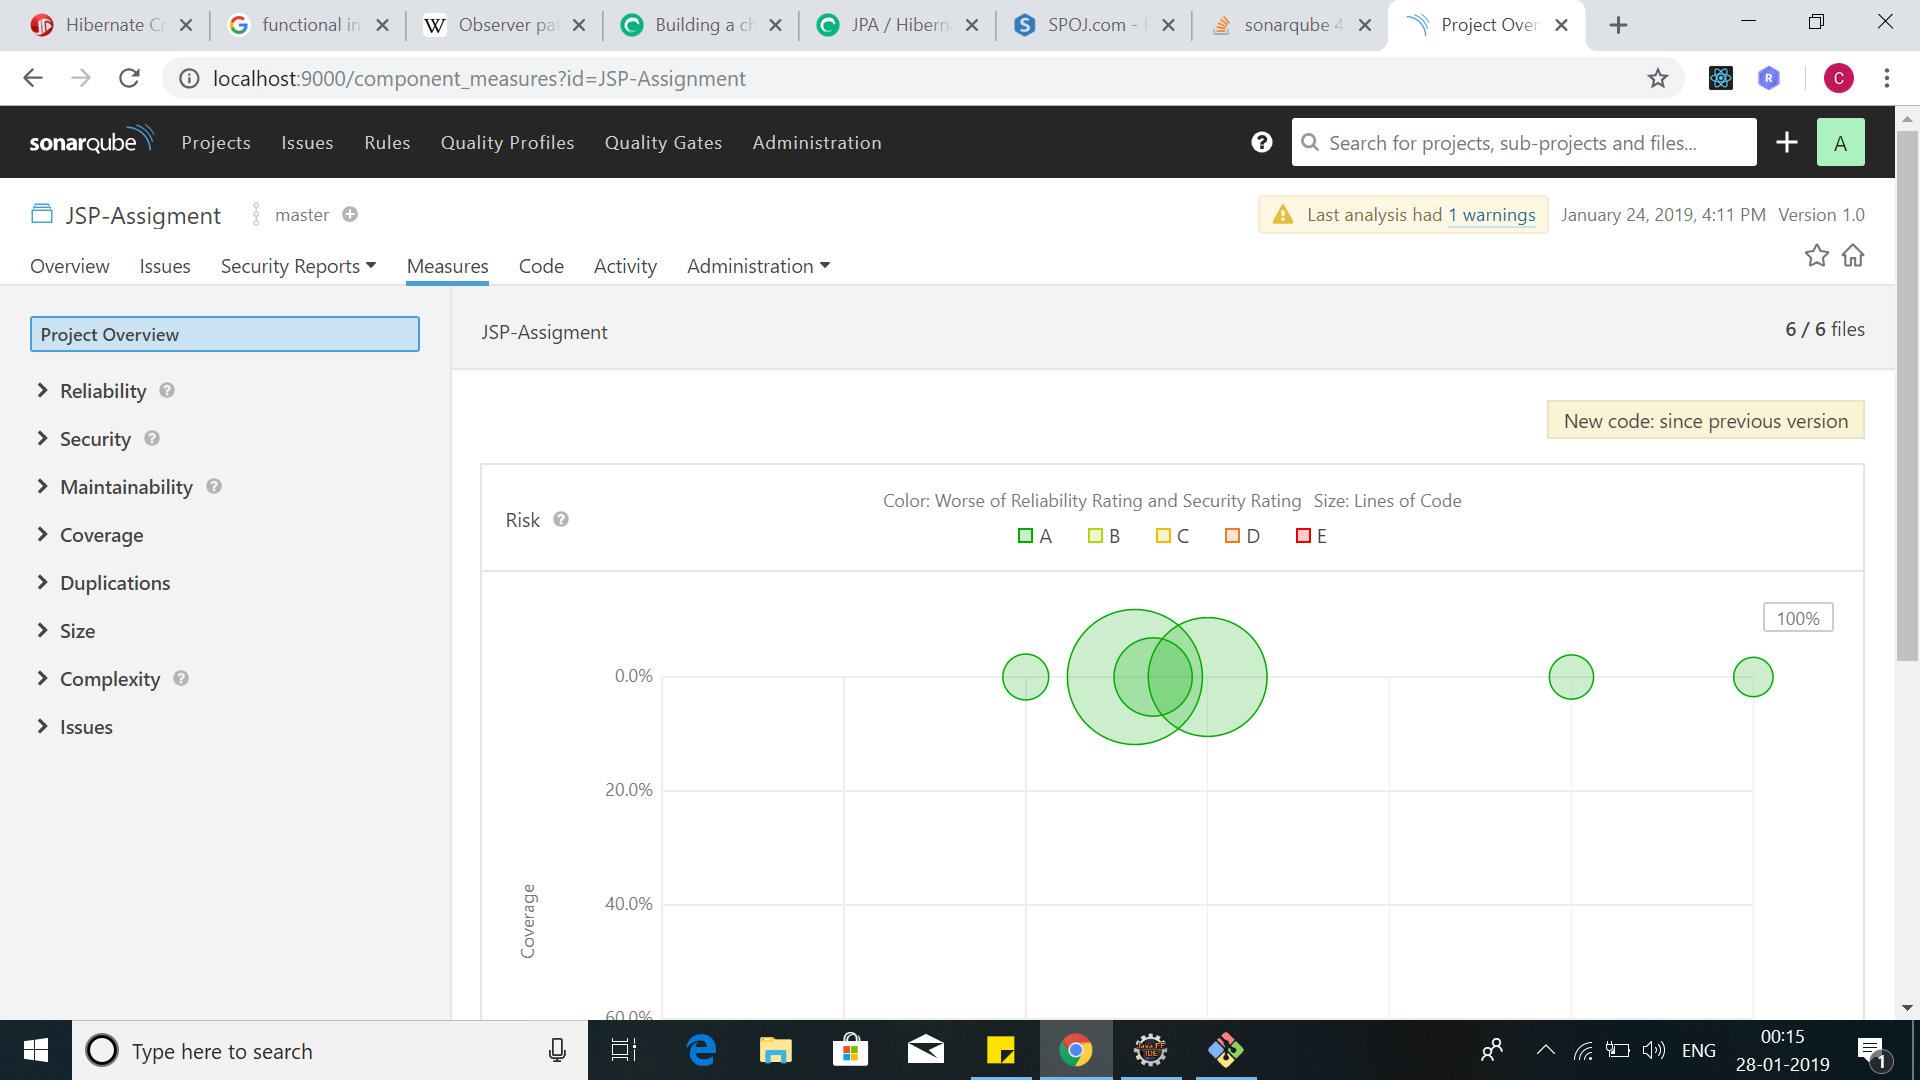 Hibernate Cr
functional in
Observer pat
Building a ch
JPA / Hiberna
SPOJ.com -
sonarqube 4
Project Over
localhost:9000/component_measures?id=JSP-Assignment
R
C
sonarqube Projects Issues Rules Quality Profiles Quality Gates Administration
Search for projects, sub-projects and files...
A
JSP-Assigment master
Last analysis had 1 warnings January 24, 2019, 4:11 PM Version 1.0
Overview Issues Security Reports Measures Code Activity Administration
Project Overview
Reliability
Security
Maintainability
Coverage
Duplications
Size
Complexity
Issues
JSP-Assigment 6 / 6 files
New code: since previous version
Risk
Color: Worse of Reliability Rating and Security Rating Size: Lines of Code
A B C D E
100%
0.0%
20.0%
40.0%
60.0%
Coverage
Type here to search
Java EE
IDE
ENG
00:15
28-01-2019
1